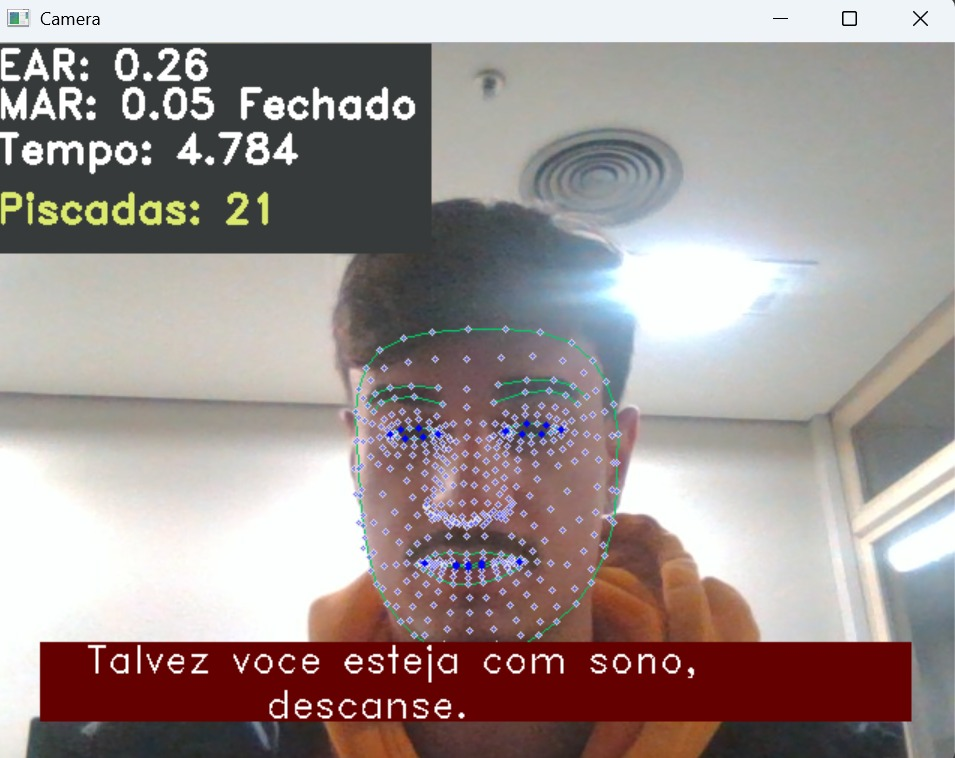 Camera
EAR: 0.26
MAR: 0.05 Fechado
Tempo: 4.784
Piscadas: 21
Talvez voce esteja com sono,
descanse.